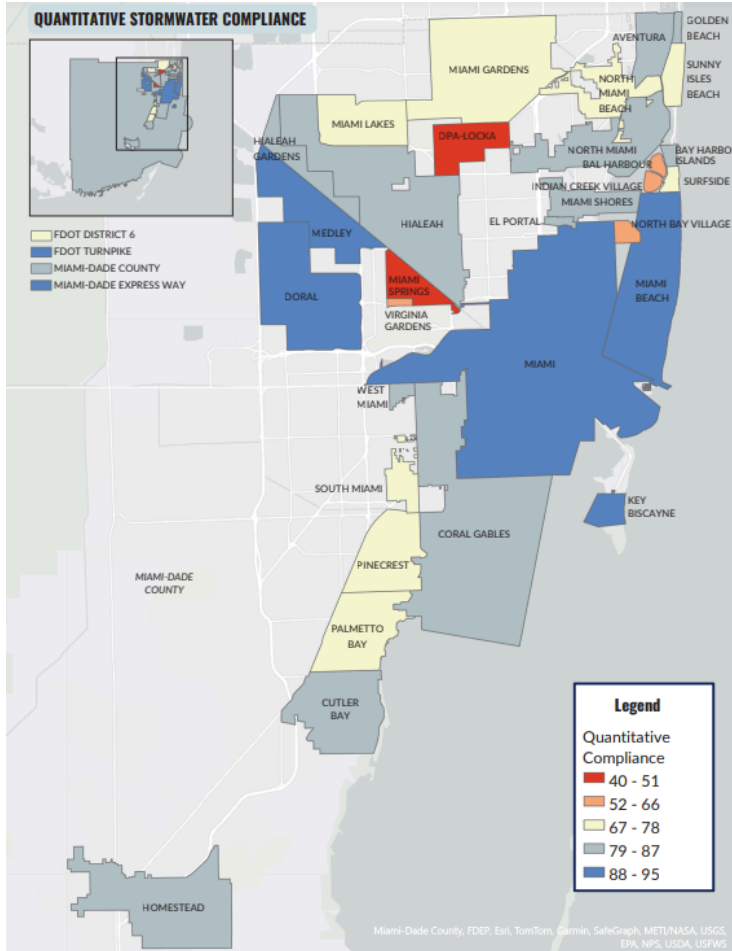 QUANTITATIVE STORMWATER COMPLIANCE
FDOT DISTRICT 6
FDOT TURNPIKE
MIAMI-DADE COUNTY
MIAMI-DADE EXPRESS WAY
GOLDEN
BEACH
AVENTURA
SUNNY
ISLES
BEACH
MIAMI GARDENS
NORTH
MIAMI
BEACH
MIAMI LAKES
OPA-LOCKA
HIALEAH
GARDENS
NORTH MIAMI
BAY HARBO
ISLANDS
BAL HARBOUR
INDIAN CREEK VILLAGE
SURFSIDE
MIAMI SHORES
HIALEAH
EL PORTAL
NORTH BAY VILLAGE
MEDLEY
MIAMI
SPRINGS
MIAMI
BEACH
DORAL
VIRGINIA
GARDENS
MIAMI
WEST
MIAMI
SOUTH MIAMI
KEY
BISCAYNE
CORAL GABLES
PINECREST
MIAMI-DADE
COUNTY
PALMETTO
BAY
CUTLER
BAY
HOMESTEAD
Legend
Quantitative
Compliance
40 - 51
52 - 66
67 - 78
79 - 87
88 - 95
Miami-Dade County, FDEP, Esri, TomTom, Garmin, SafeGraph, METI/NASA, USGS,
EPA, NPS, USDA, USFWS